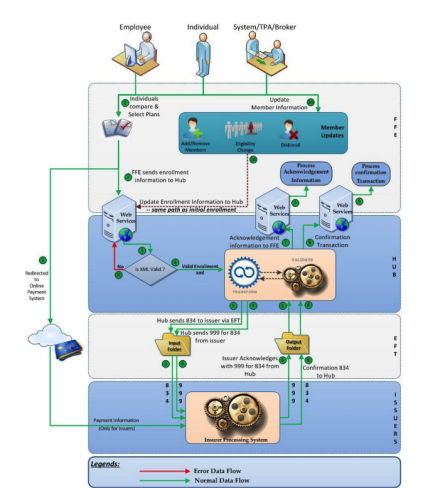 Employee
Individual
System/TPA/Broker
Individuals
compare &
Select Plans
Update
Member Information
Add/Remove
Members
Eligibility
Change
DisEnroll
Member
Updates
F
F
E
FFE sends enrollment
information to Hub
Process
Acknowledgement
Information
Process
confirmation
Transaction
Update Enrollment Information to Hub
-- same path as initial enrollment
Web
Services
Web
Services
Web
Services
Acknowledgement
information to FFE
Confirmation
Transaction
Redirected
to
Online
Payment
System
No
Is XML Valid ?
Valid Enrollment
sent
TRANSFORM
VALIDATE
H
U
B
Hub sends 834 to issuer via EFT
Hub sends 999 for 834
from issuer
Input
Folder
Output
Folder
Issuer Acknowledges
with 999 for 834 from
Hub
Confirmation 834
to Hub
E
F
T
8
3
4
9
9
9
9
9
9
8
3
4
Payment Information
(Only for Issuers)
Insurer Processing System
I
S
S
U
E
R
S
Legends:
Error Data Flow
Normal Data Flow